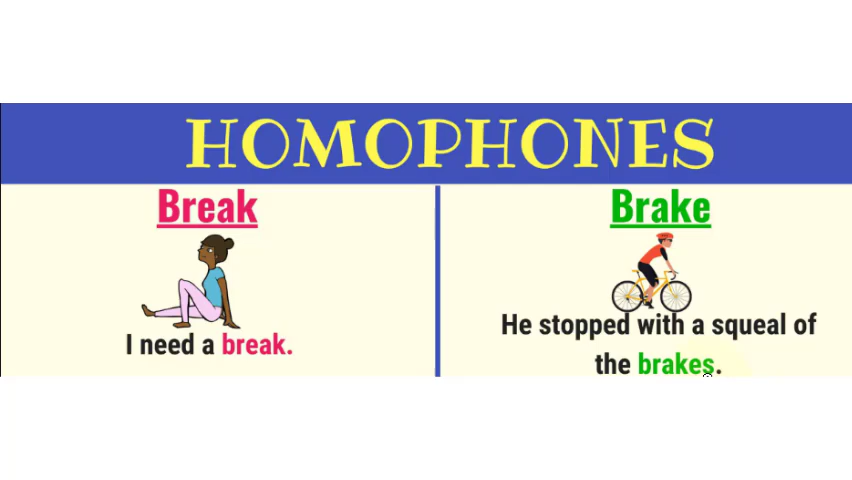 HOMOPHONES
Break
I need a break.
Brake
He stopped with a squeal of
the brakes.